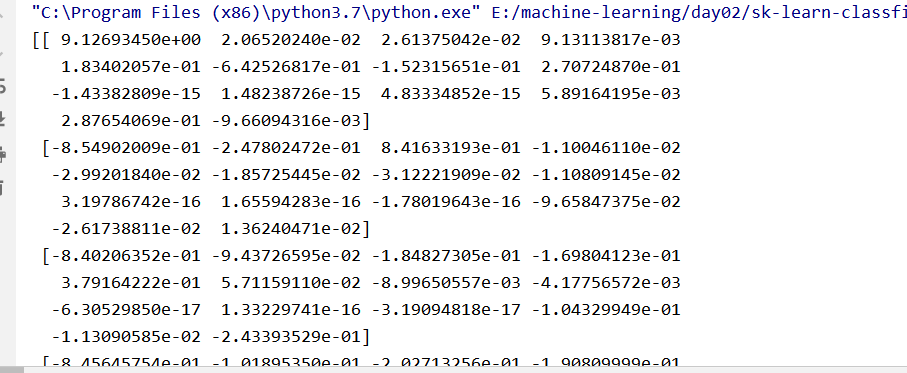 "C:\Program Files (x86)\python3.7\python.exe" E:/machine-learning/day02/sk-learn-classfi
[[ 9.12693450e+00  2.06520240e-02  2.61375042e-02  9.13113817e-03
1.83402057e-01 -6.42526817e-01 -1.52315651e-01  2.70724870e-01
-1.43382809e-15  1.48238726e-15  4.83334852e-15  5.89164195e-03
2.87654069e-01 -9.66094316e-03]
[-8.54902009e-01 -2.47802472e-01  8.41633193e-01 -1.10046110e-02
-2.99201840e-02 -1.85725445e-02 -3.12221909e-02 -1.10809145e-02
3.19786742e-16  1.65594283e-16 -1.78019643e-16 -9.65847375e-02
-2.61738811e-02  1.36240471e-02]
[-8.40206352e-01 -9.43726595e-02 -1.84827305e-01 -1.69804123e-01
3.79164222e-01  5.71159110e-02 -8.99650557e-03 -4.17756572e-03
-6.30529850e-17  1.33229741e-16 -3.19094818e-17 -1.04329949e-01
-1.13090585e-02 -2.43393529e-01]
[-8.45645754e-01 -1.01895350e-01 -2.02713256e-01 -1.90809999e-01